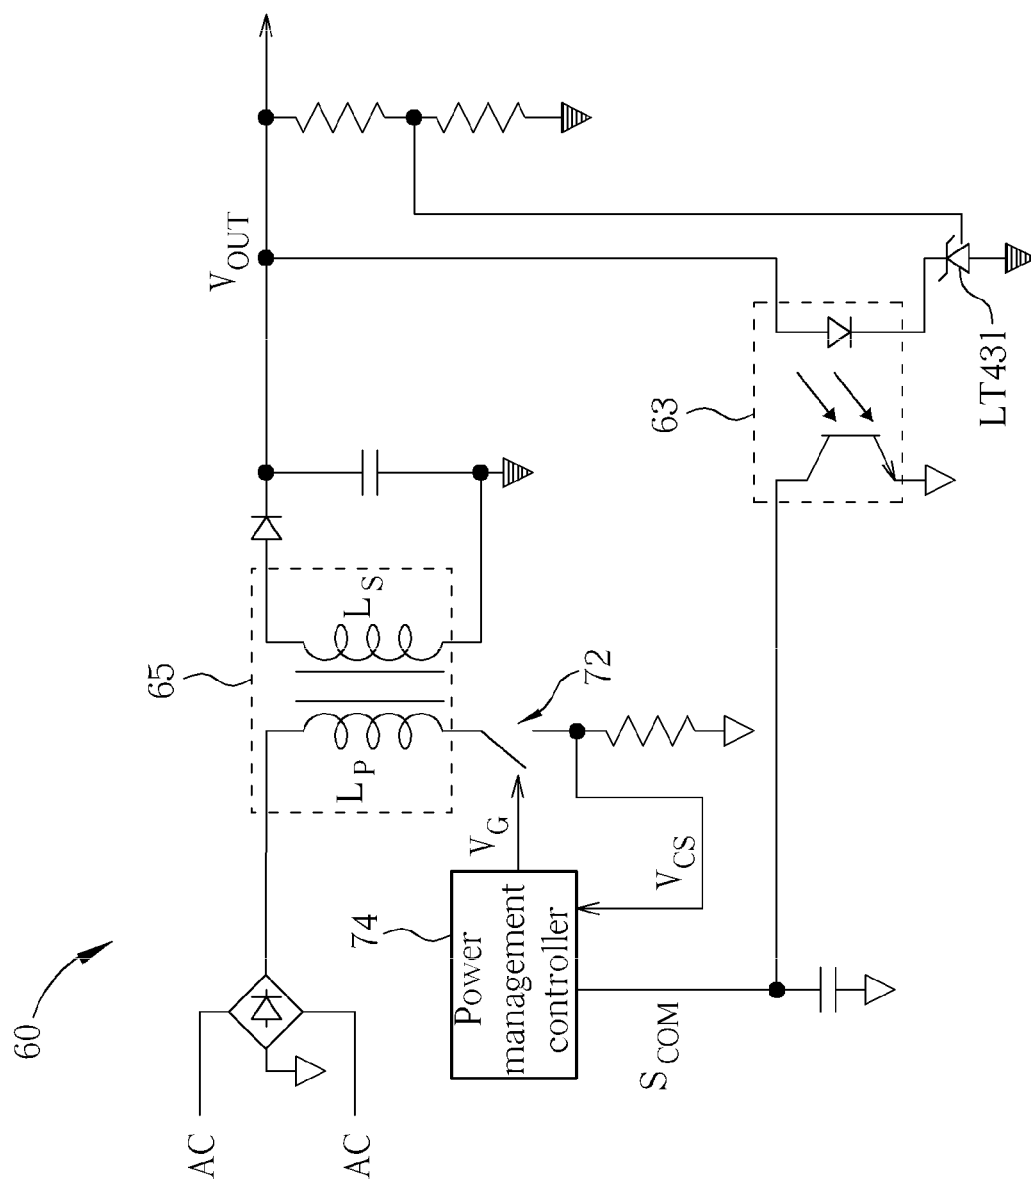 60
AC
AC
65
L_P
L_S
V_OUT
74
Power
management
controller
V_G
72
V_CS
S_COM
63
LT431